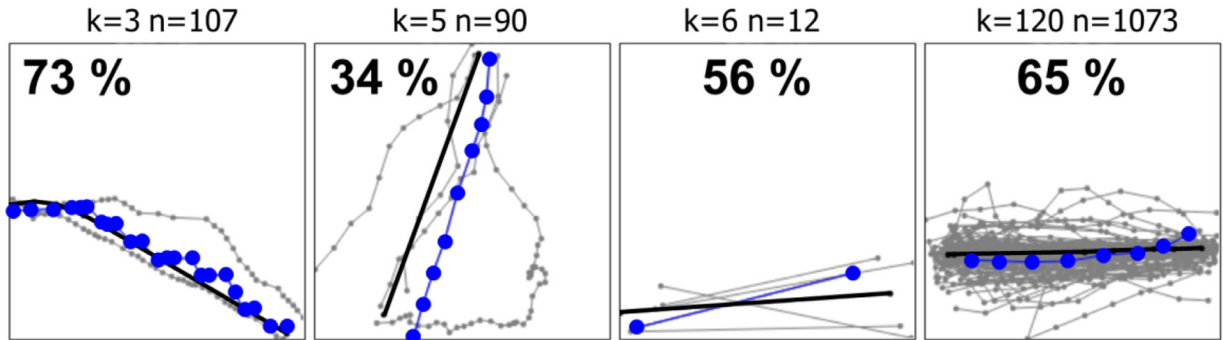 k=3 n=107
k=5 n=90
k=6 n=12
k=120 n=1073
73 %
34 %
56 %
65 %